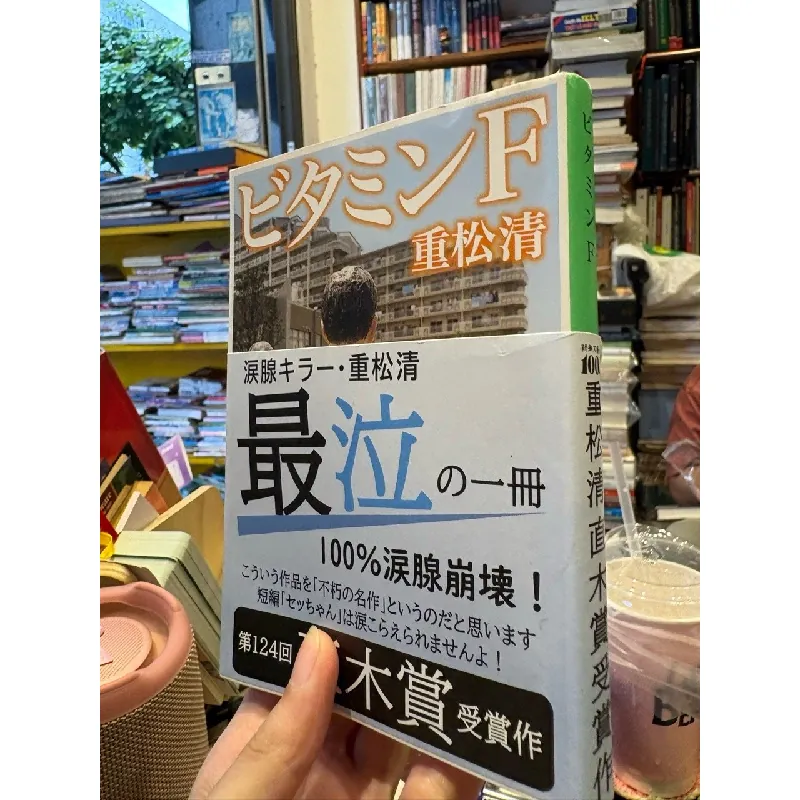 ビタミンF
重松清
涙腺キラー・重松清
最泣の一冊
100%涙腺崩壊!
こういう作品を「不朽の名作」というのだと思います
短編「セッちゃん」は涙こらえられませんよ!
第124回 木賞受賞作
ビタミンF
100
重松清直木賞受賞作
IELTS